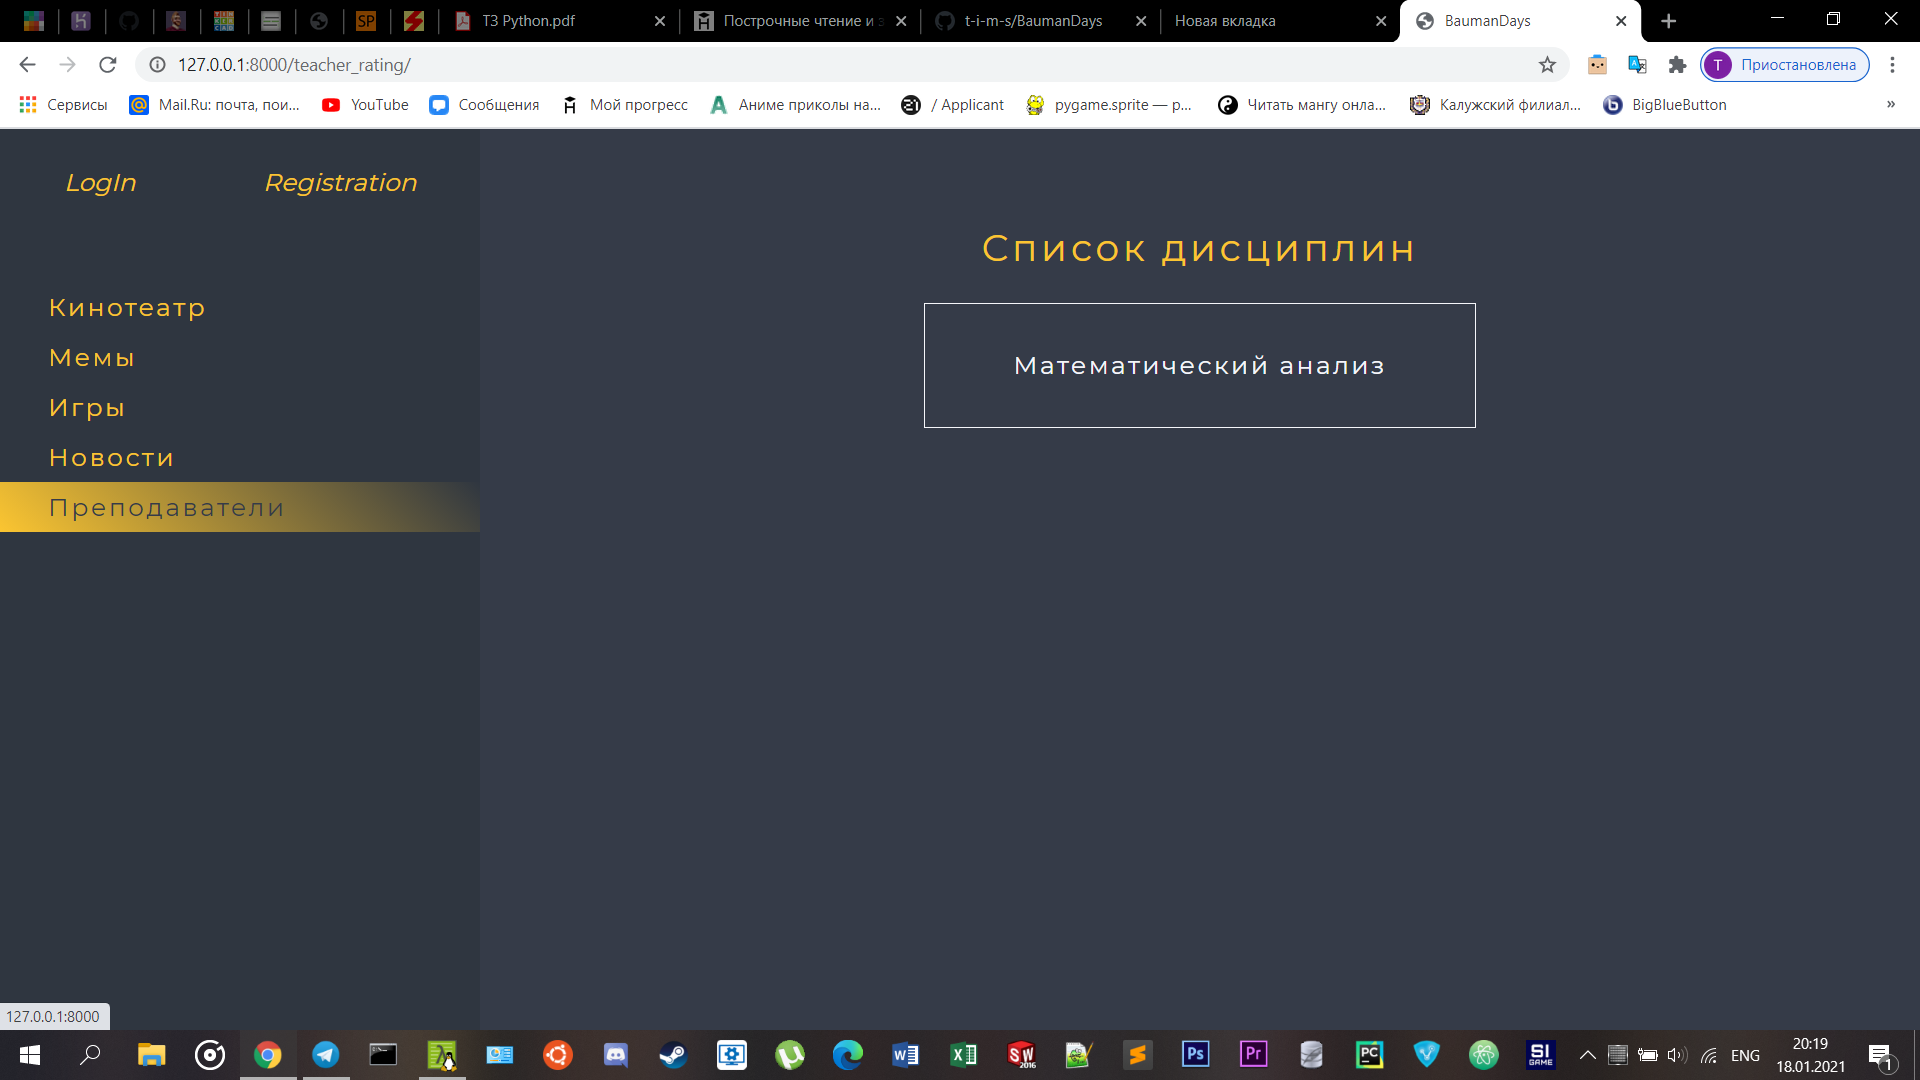 ТЗ Python.pdf
Построчные чтение и з
t-i-m-s/BaumanDays
Новая вкладка
BaumanDays
127.0.0.1:8000/teacher_rating/
T
Приостановлена
Сервисы
Mail.Ru: почта, пои...
YouTube
Сообщения
Мой прогресс
Аниме приколы на...
/ Applicant
pygame.sprite — p...
Читать мангу онла...
Калужский филиал...
BigBlueButton
»
LogIn
Registration
Список дисциплин
Кинотеатр
Математический анализ
Мемы
Игры
Новости
Преподаватели
127.0.0.1:8000
20:19
ENG
18.01.2021
1